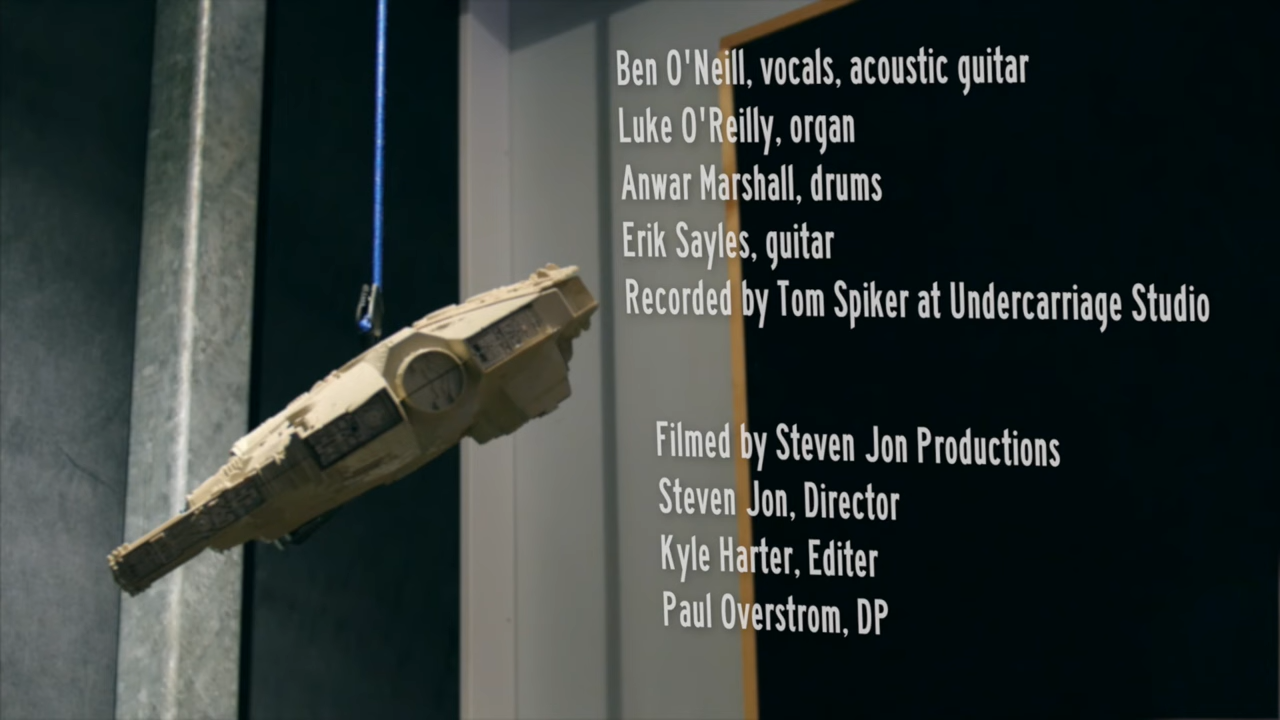 Ben O'Neill, vocals, acoustic guitar
Luke O'Reilly, organ
Anwar Marshall, drums
Erik Sayles, guitar
Recorded by Tom Spiker at Undercarriage Studio
Filmed by Steven Jon Productions
Steven Jon, Director
Kyle Harter, Editer
Paul Overstrom, DP